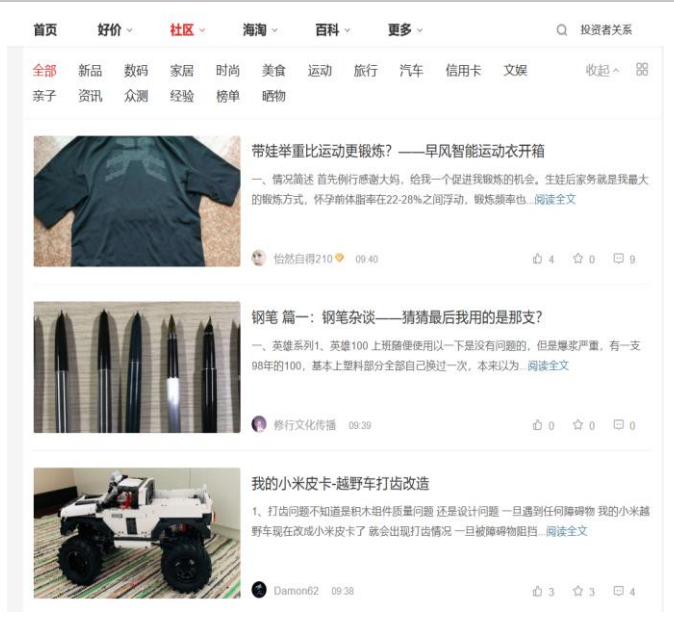 首页 好价 社区 海淘 百科 更多 投资者关系
全部 新品 数码 家居 时尚 美食 运动 旅行 汽车 信用卡 文娱 收起
亲子 资讯 众测 经验 榜单 晒物
带娃举重比运动更锻炼？——早风智能运动衣开箱
一、情况简述 首先例行感谢大妈，给我一个促进我锻炼的机会。生娃后家务就是我最大
的锻炼方式，怀孕前体脂率在22-28%之间浮动，锻炼频率也...阅读全文
怡然自得210 09:40 4 0 9
钢笔 篇一：钢笔杂谈——猜猜最后我用的是那支？
一、英雄系列1、英雄100 上班随便使用以一下是没有问题的，但是爆浆严重，有一支
98年的100，基本上塑料部分全部自己换过一次，本来以为...阅读全文
修行文化传播 09:39 0 0 0
我的小米皮卡-越野车打齿改造
1、打齿问题不知道是积木组件质量问题 还是设计问题 一旦遇到任何障碍物 我的小米越
野车现在改成小米皮卡了 就会出现打齿情况 一旦被障碍物阻挡...阅读全文
Damon62 09:38 3 3 4